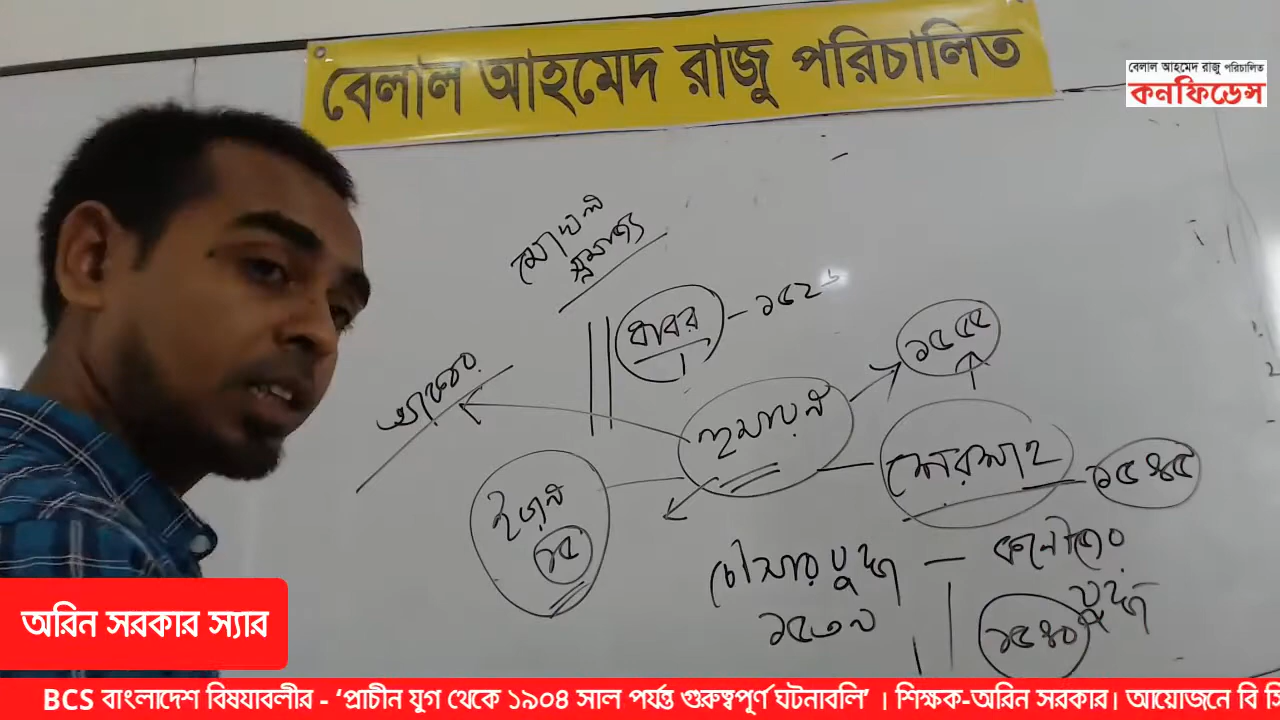 বেলাল আহমেদ রাজু পরিচালিত
বেলাল আহমেদ রাজু পরিচালিত
কনফিডেন্স
মোঘল
সম্রাজ্য
বাবর - ১৫২৬
১৫৫৫
হুমায়ন
শেরশাহ
১৫৪৫
ইরান
১৫
চৌসার যুদ্ধ - কনৌজের
যুদ্ধ
১৫৩৯
১৫৪০
অরিন সরকার স্যার
BCS বাংলাদেশ বিষযাবলীর - ‘প্রাচীন যুগ থেকে ১৯০৪ সাল পর্যন্ত গুরুত্বপূর্ণ ঘটনাবলি’ । শিক্ষক-অরিন সরকার। আয়োজনে বি সি